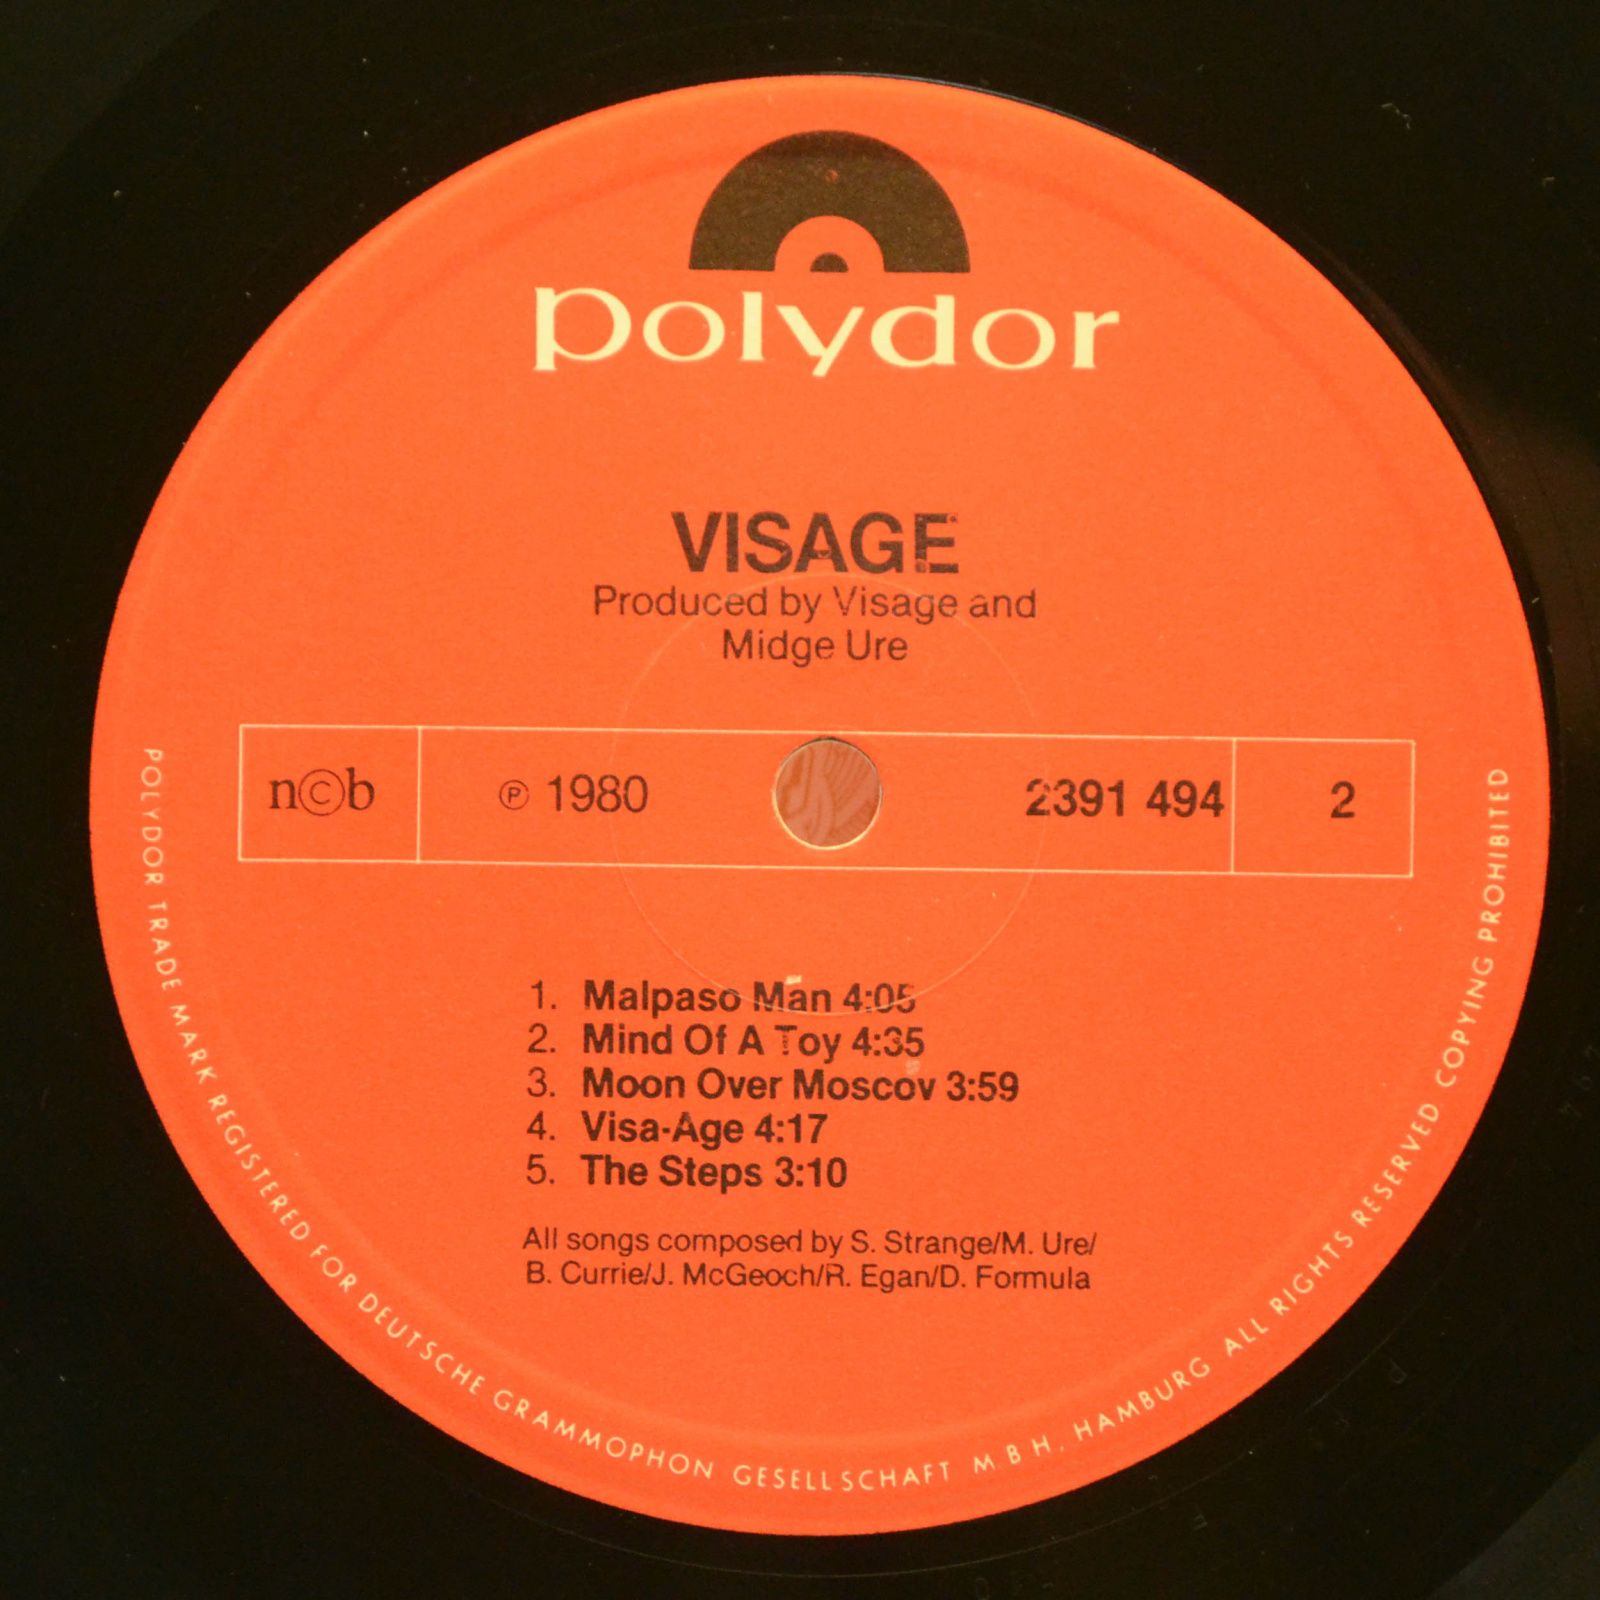 polydor
VISAGE
Produced by Visage and
Midge Ure
n©b ℗ 1980 2391 494 2
1. Malpaso Man 4:05
2. Mind Of A Toy 4:35
3. Moon Over Moscov 3:59
4. Visa-Age 4:17
5. The Steps 3:10
All songs composed by S. Strange/M. Ure/
B. Currie/J. McGeoch/R. Egan/D. Formula
POLYDOR TRADE MARK REGISTERED FOR DEUTSCHE GRAMMOPHON GESELLSCHAFT M.B.H. HAMBURG ALL RIGHTS RESERVED COPYING PROHIBITED